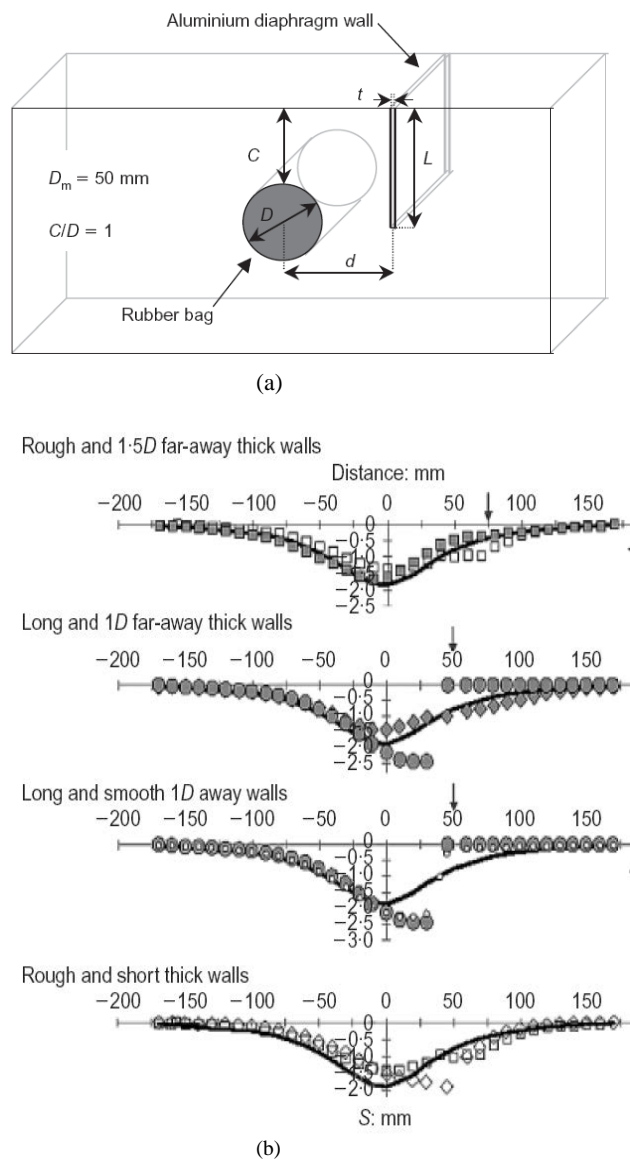 Aluminium diaphragm wall
t
C
L
D_m = 50 mm
D
C/D = 1
d
Rubber bag
(a)
Rough and 1·5D far-away thick walls
Distance: mm
−200 −150 −100 −50 0 50 100 150
0
−0·5
−1·0
−1·5
−2·0
−2·5
Long and 1D far-away thick walls
−200 −150 −100 −50 0 50 100 150
0
−0·5
−1·0
−1·5
−2·0
−2·5
Long and smooth 1D away walls
−200 −150 −100 −50 0 50 100 150
0
−0·5
−1·0
−1·5
−2·0
−2·5
−3·0
Rough and short thick walls
−200 −150 −100 −50 0 50 100 150
0
−0·5
−1·0
−1·5
−2·0
S: mm
(b)